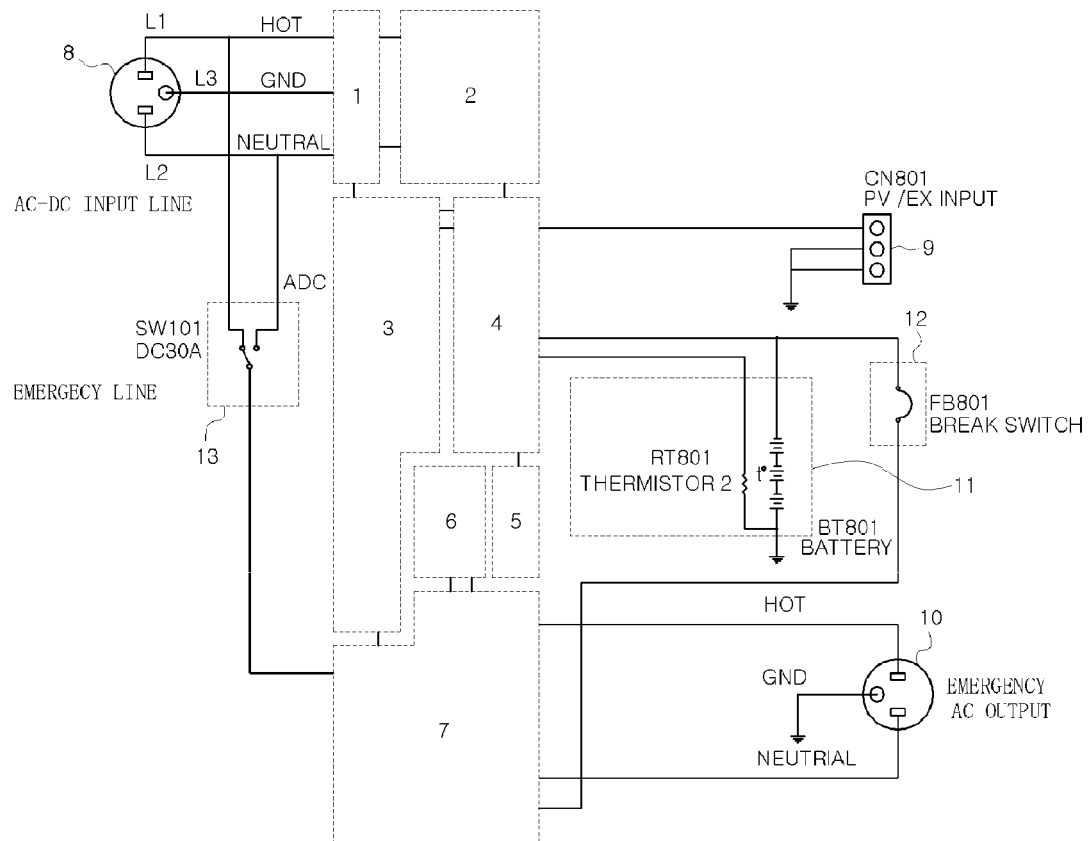 L1
HOT
8
L3
GND
1
2
NEUTRAL
L2
AC-DC INPUT LINE
CN801
PV /EX INPUT
9
ADC
SW101
DC30A
3
4
12
EMERGECY LINE
FB801
BREAK SWITCH
13
RT801
THERMISTOR 2
t°
11
6
5
BT801
BATTERY
HOT
10
GND
EMERGENCY
AC OUTPUT
7
NEUTRIAL